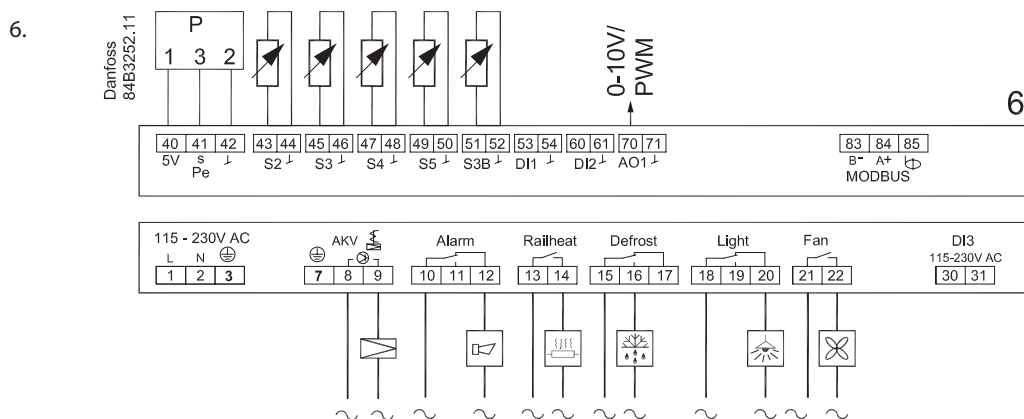 6.
Danfoss
84B3252.11
P
1 3 2
0-10V/
PWM
6
40 41 42 43 44 45 46 47 48 49 50 51 52 53 54 60 61 70 71 83 84 85
5V s ⊥ S2 ⊥ S3 ⊥ S4 ⊥ S5 ⊥ S3B ⊥ DI1 ⊥ DI2 ⊥ AO1 ⊥ B- A+
Pe MODBUS
115 - 230V AC AKV Alarm Railheat Defrost Light Fan DI3
L N 115-230V AC
1 2 3 7 8 9 10 11 12 13 14 15 16 17 18 19 20 21 22 30 31